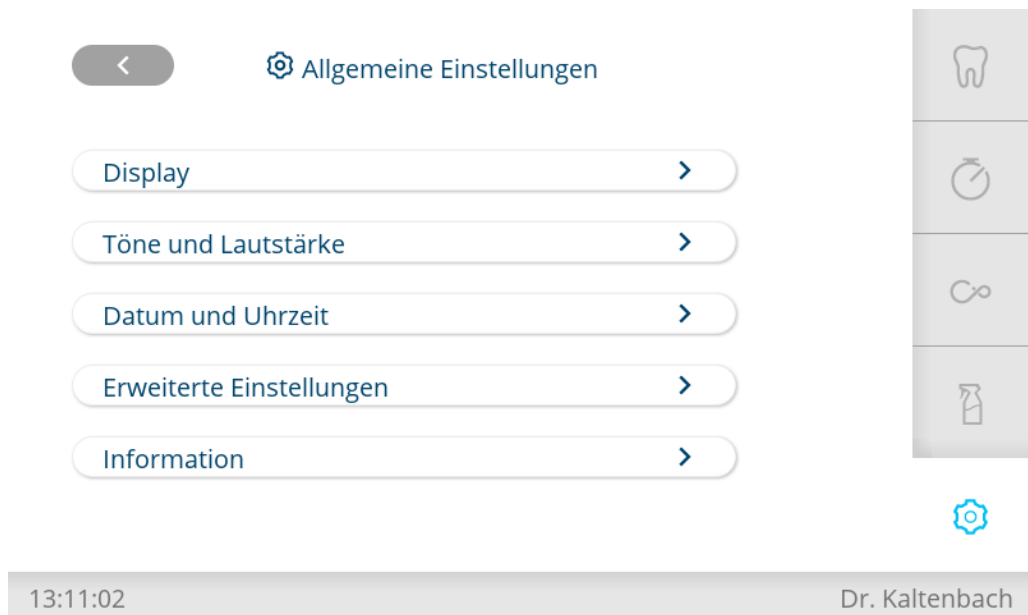 Allgemeine Einstellungen
Display
Töne und Lautstärke
Datum und Uhrzeit
Erweiterte Einstellungen
Information
13:11:02
Dr. Kaltenbach